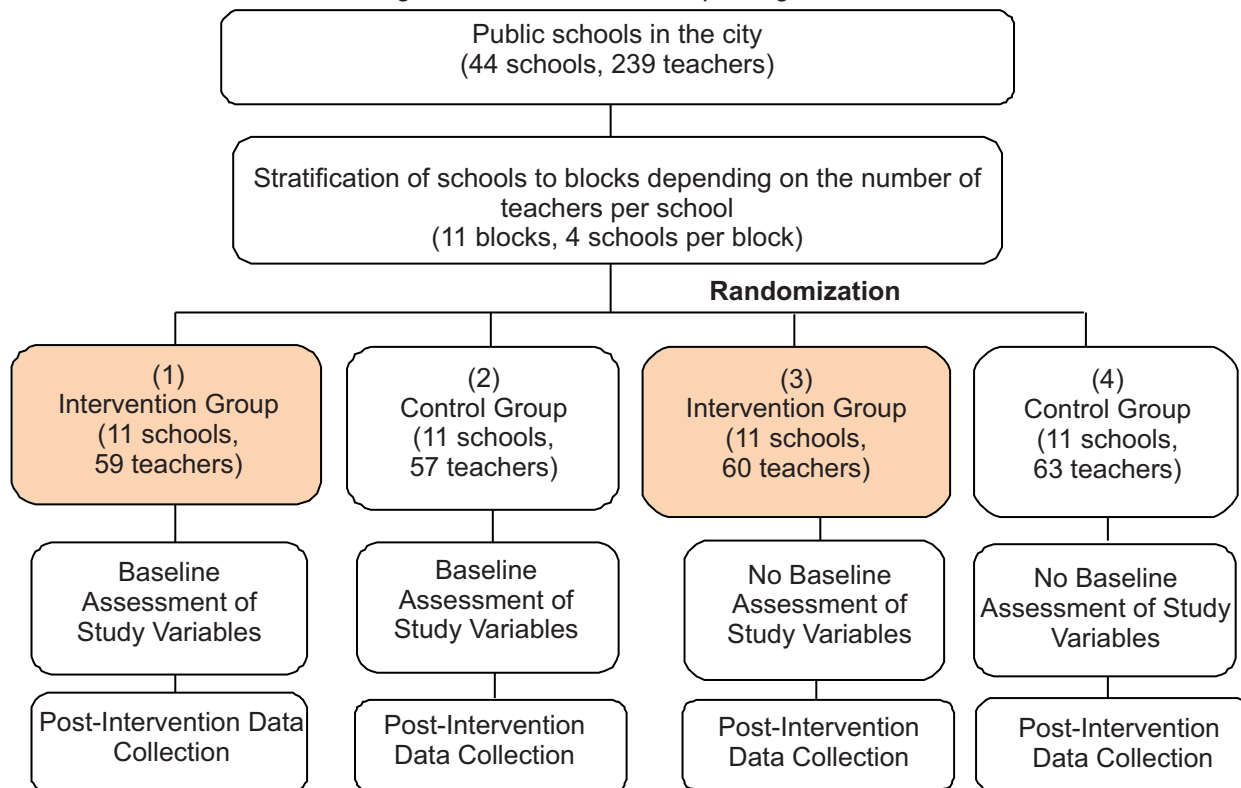 Public schools in the city
(44 schools, 239 teachers)
Stratification of schools to blocks depending on the number of
teachers per school
(11 blocks, 4 schools per block)
Randomization
(1)
Intervention Group
(11 schools,
59 teachers)
(2)
Control Group
(11 schools,
57 teachers)
(3)
Intervention Group
(11 schools,
60 teachers)
(4)
Control Group
(11 schools,
63 teachers)
Baseline
Assessment of
Study Variables
Baseline
Assessment of
Study Variables
No Baseline
Assessment of
Study Variables
No Baseline
Assessment of Study
Variables
Post-Intervention Data
Collection
Post-Intervention
Data Collection
Post-Intervention
Data Collection
Post-Intervention
Data Collection